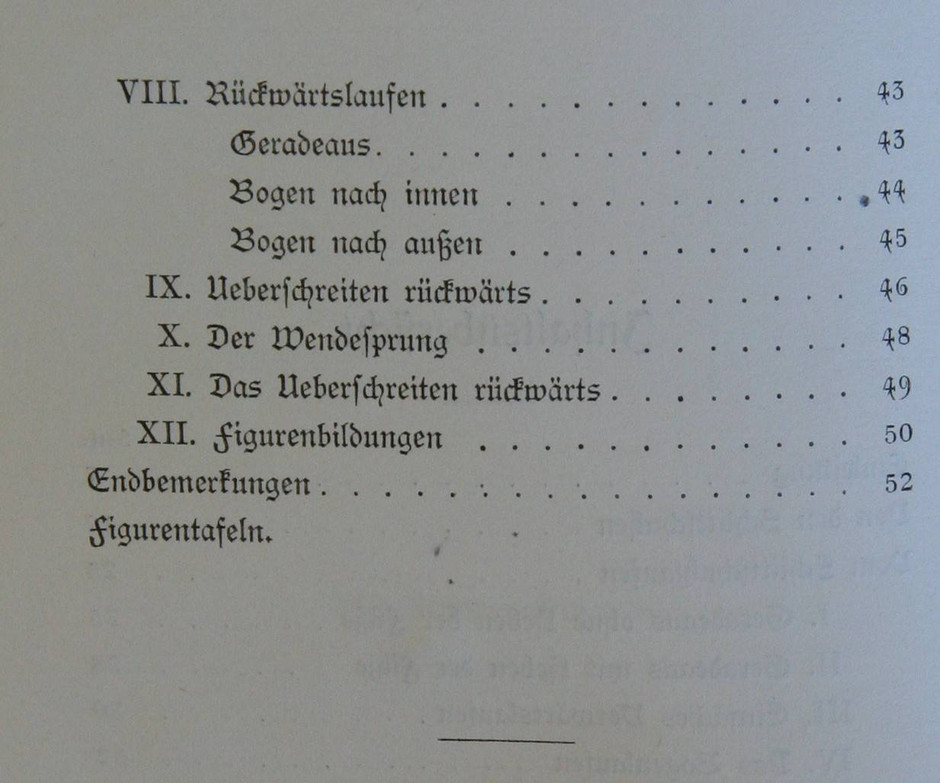 VIII. Rückwärtslaufen . . . . . . . . . . . . . 43
Geradeaus . . . . . . . . . . . . . . . 43
Bogen nach innen . . . . . . . . . . . 44
Bogen nach außen . . . . . . . . . . . 45
IX. Ueberschreiten rückwärts . . . . . . . . . . 46
X. Der Wendesprung . . . . . . . . . . . . 48
XI. Das Ueberschreiten rückwärts . . . . . . . . 49
XII. Figurenbildungen . . . . . . . . . . . . 50
Endbemerkungen . . . . . . . . . . . . . . . . . 52
Figurentafeln.